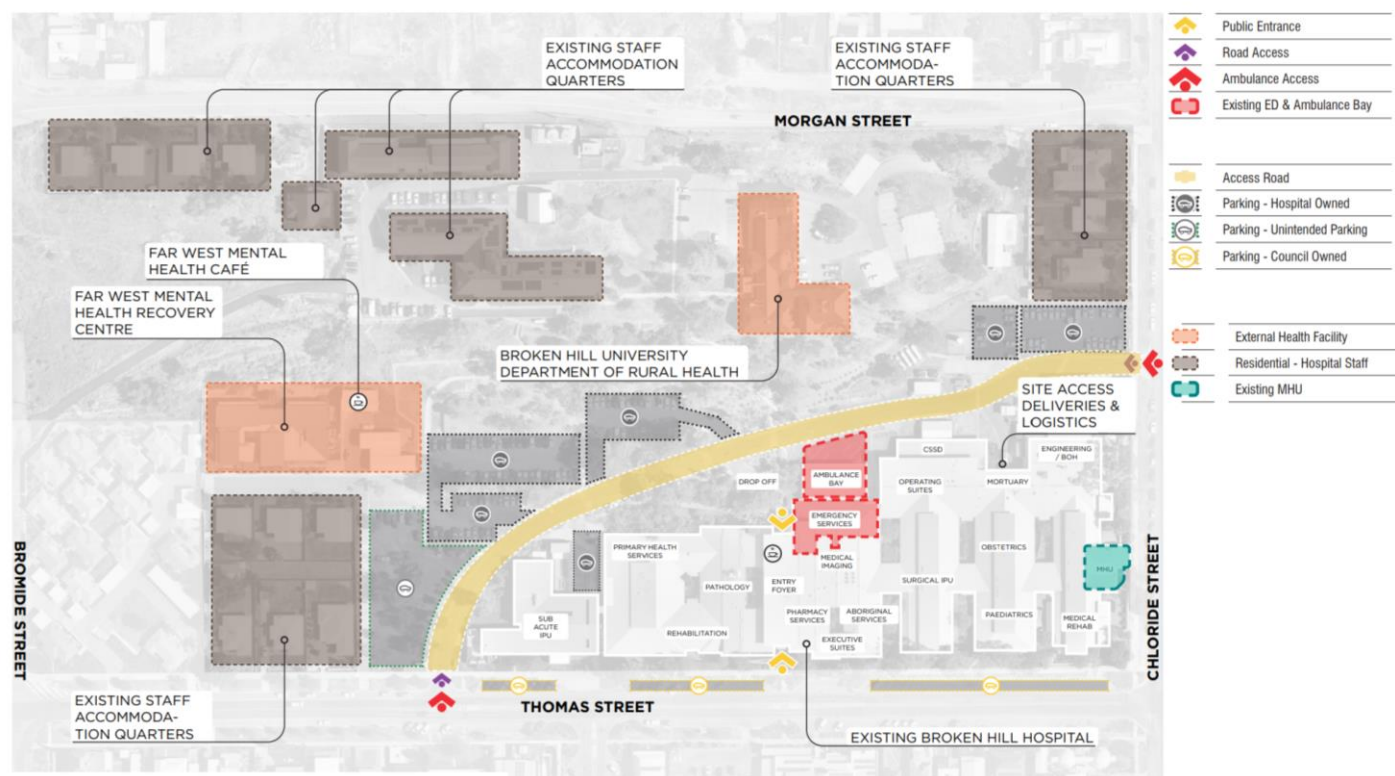 EXISTING STAFF
ACCOMMODATION
QUARTERS
EXISTING STAFF
ACCOMMODA-
TION QUARTERS
MORGAN STREET
FAR WEST MENTAL
HEALTH CAFÉ
FAR WEST MENTAL
HEALTH RECOVERY
CENTRE
BROKEN HILL UNIVERSITY
DEPARTMENT OF RURAL HEALTH
SITE ACCESS
DELIVERIES &
LOGISTICS
CSSD
ENGINEERING
/ BOH
DROP OFF
AMBULANCE
BAY
OPERATING
SUITES
MORTUARY
EMERGENCY
SERVICES
PRIMARY HEALTH
SERVICES
MEDICAL
IMAGING
OBSTETRICS
MHU
PATHOLOGY
ENTRY
FOYER
SURGICAL IPU
SUB
ACUTE
IPU
REHABILITATION
PHARMACY
SERVICES
ABORIGINAL
SERVICES
PAEDIATRICS
MEDICAL
REHAB
EXECUTIVE
SUITES
BROMIDE STREET
CHLORIDE STREET
EXISTING STAFF
ACCOMMODA-
TION QUARTERS
THOMAS STREET
EXISTING BROKEN HILL HOSPITAL
Public Entrance
Road Access
Ambulance Access
Existing ED & Ambulance Bay
Access Road
Parking - Hospital Owned
Parking - Unintended Parking
Parking - Council Owned
External Health Facility
Residential - Hospital Staff
Existing MHU